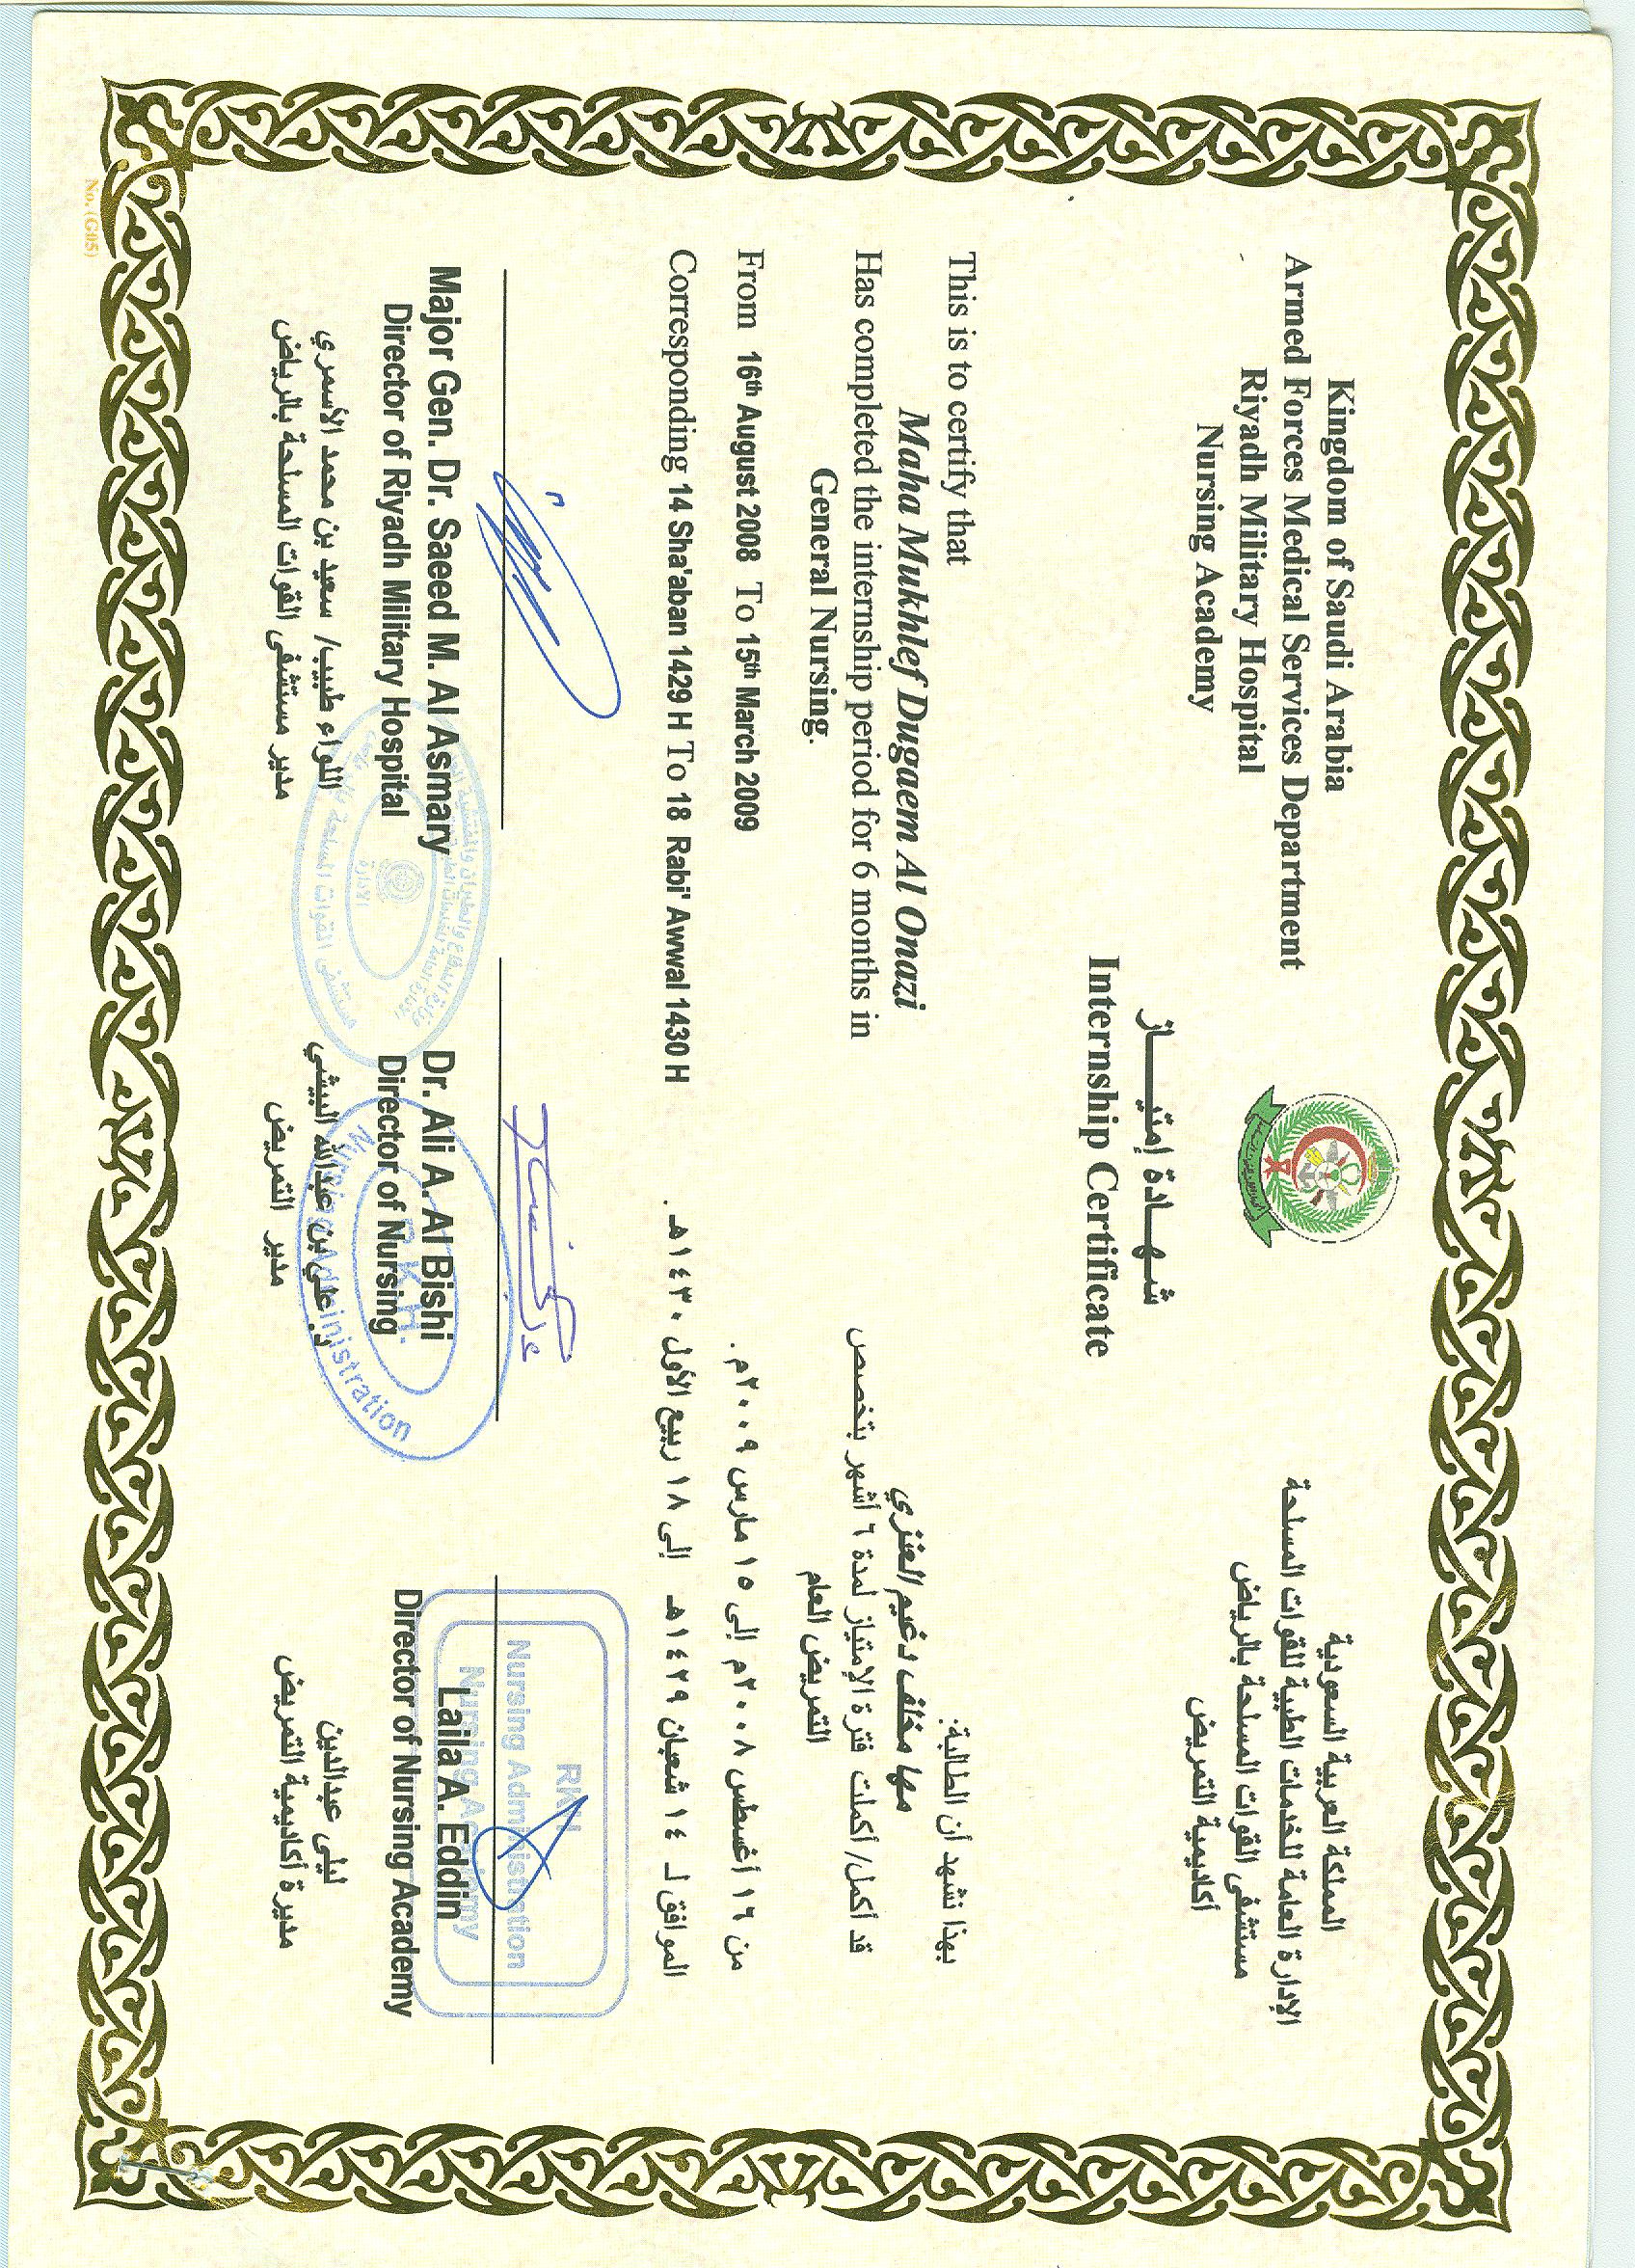 Kingdom of Saudi Arabia
Armed Forces Medical Services Department
Riyadh Military Hospital
Nursing Academy
المملكة العربية السعودية
الإدارة العامة للخدمات الطبية للقوات المسلحة
مستشفى القوات المسلحة بالرياض
أكاديمية التمريض
شهـــادة إمتيـــــاز
Internship Certificate
This is to certify that
Maha Mukhlef Dugaem Al Onazi
Has completed the internship period for 6 months in
General Nursing.
From 16th August 2008 To 15th March 2009
Corresponding 14 Sha'aban 1429 H To 18 Rabi' Awwal 1430 H
بهذا نشهد أن الطالبة:
مها مخلف دغيم العنزي
قد أكمل/ أكملت فترة الإمتياز لمدة ٦ أشهر بتخصص
التمريض العام
من ١٦ أغسطس ٢٠٠٨م إلى ١٥ مارس ٢٠٠٩م.
الموافق لـ ١٤ شعبان ١٤٢٩هـ إلى ١٨ ربيع الأول ١٤٣٠هـ.
Major Gen. Dr. Saeed M. Al Asmary
Director of Riyadh Military Hospital
اللواء طبيب/ سعيد بن محمد الأسمري
مدير مستشفى القوات المسلحة بالرياض
الادارة
Dr. Ali A. Al Bishi
Director of Nursing
د. علي بن عبدالله البيشي
مدير التمريض
R.K.H.
Nursing Administration
RKH
Nursing Administration
Nursing Academy
Laila A. Eddin
Director of Nursing Academy
ليلى عبدالدين
مديرة أكاديمية التمريض
No. (G05)